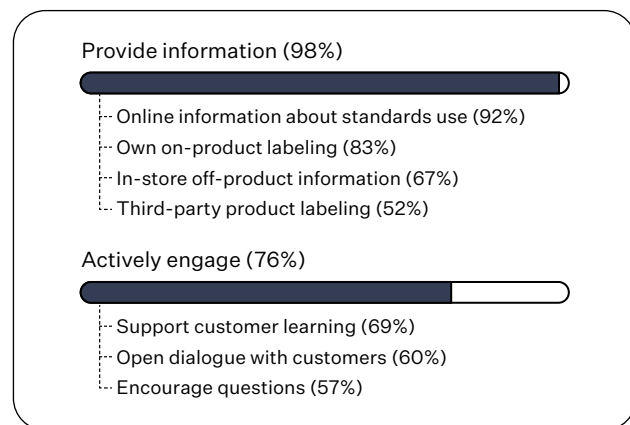 Provide information (98%)
Online information about standards use (92%)
Own on-product labeling (83%)
In-store off-product information (67%)
Third-party product labeling (52%)
Actively engage (76%)
Support customer learning (69%)
Open dialogue with customers (60%)
Encourage questions (57%)